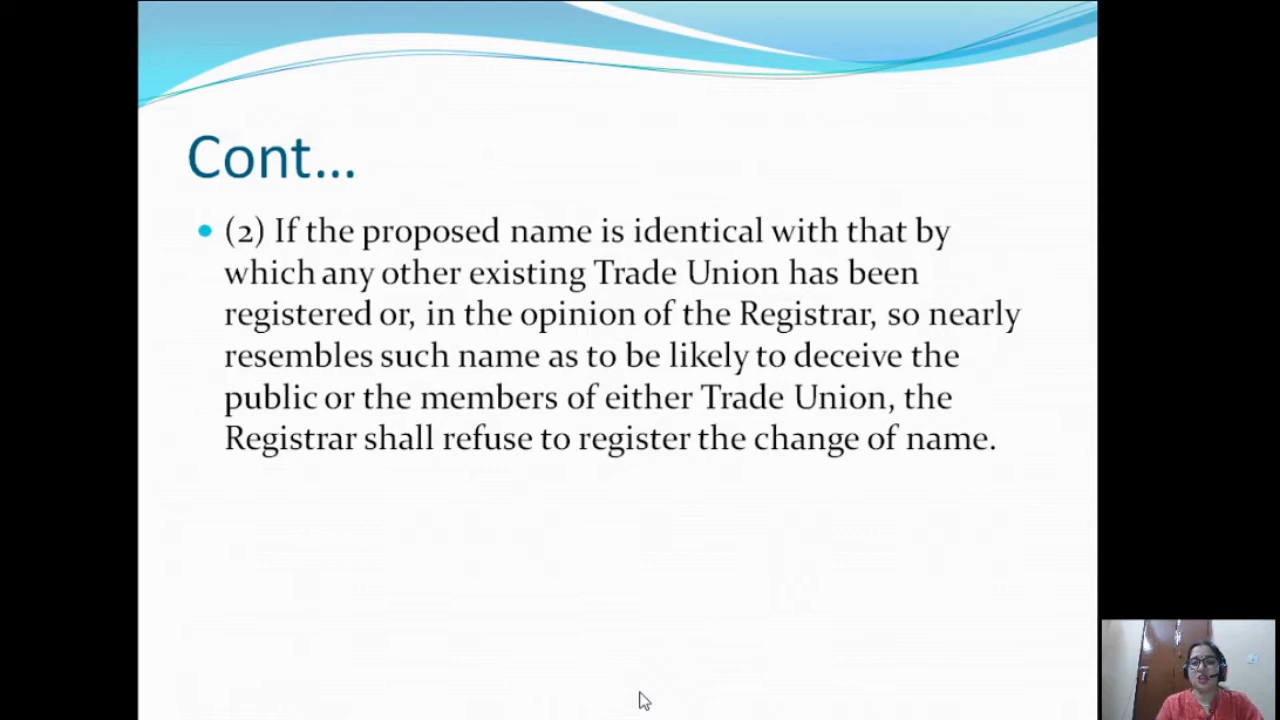 Cont...
(2) If the proposed name is identical with that by
which any other existing Trade Union has been
registered or, in the opinion of the Registrar, so nearly
resembles such name as to be likely to deceive the
public or the members of either Trade Union, the
Registrar shall refuse to register the change of name.